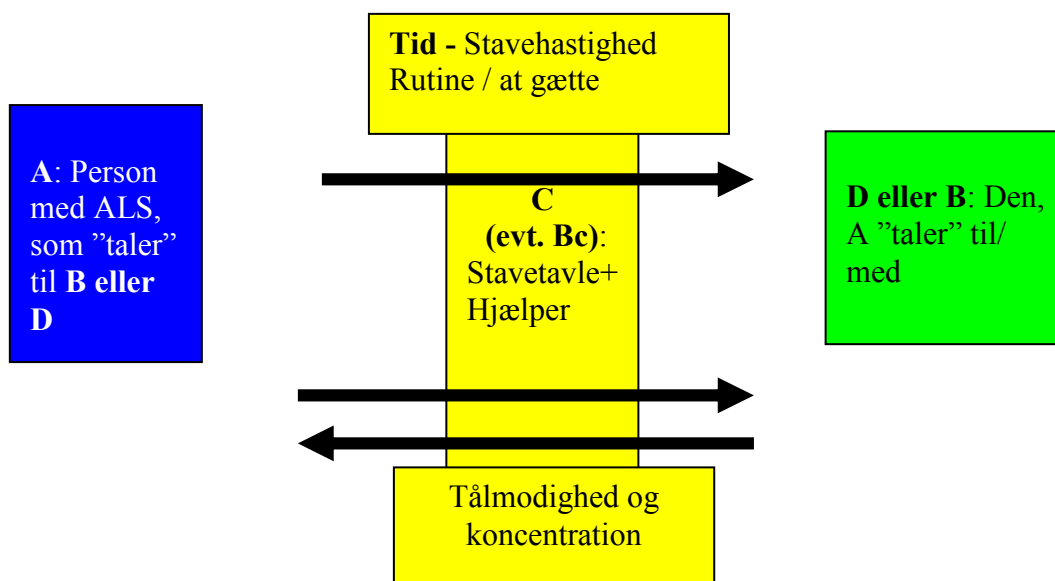 Tid - Stavehastighed
Rutine / at gætte
A: Person
med ALS,
som ”taler”
til B eller
D
C
(evt. Bc):
Stavetavle+
Hjælper
D eller B: Den,
A ”taler” til/
med
Tålmodighed og
koncentration